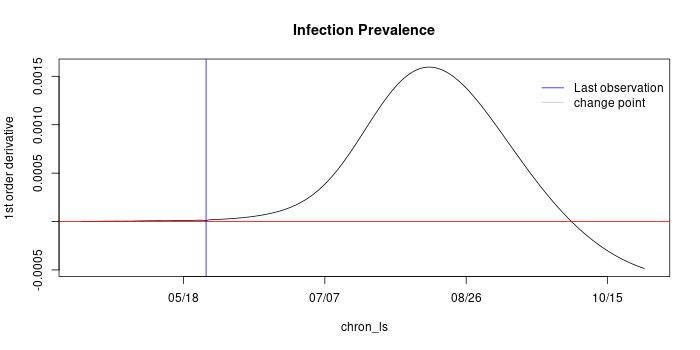 Infection Prevalence
1st order derivative
0.0015
0.0010
0.0005
-0.0005
Last observation
change point
05/18 07/07 08/26 10/15
chron_ls